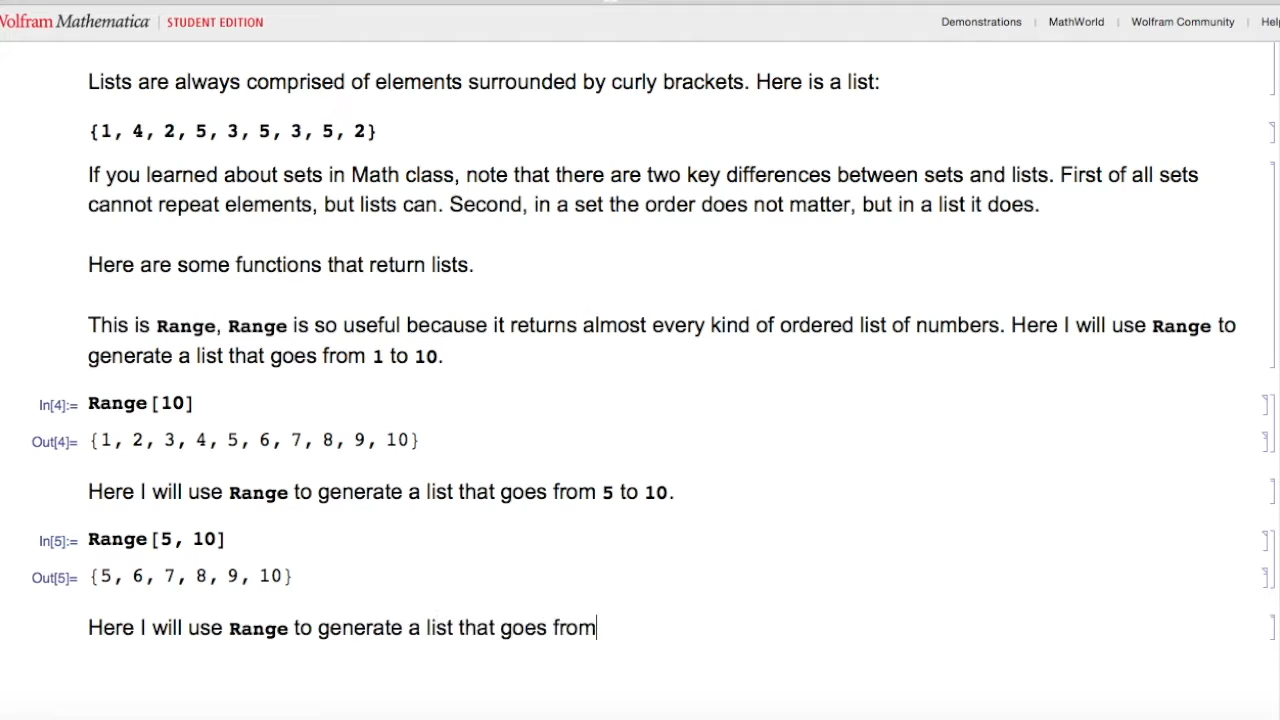 Wolfram Mathematica | STUDENT EDITION
Demonstrations | MathWorld | Wolfram Community | Hel
Lists are always comprised of elements surrounded by curly brackets. Here is a list:
{1, 4, 2, 5, 3, 5, 3, 5, 2}
If you learned about sets in Math class, note that there are two key differences between sets and lists. First of all sets
cannot repeat elements, but lists can. Second, in a set the order does not matter, but in a list it does.
Here are some functions that return lists.
This is Range, Range is so useful because it returns almost every kind of ordered list of numbers. Here I will use Range to
generate a list that goes from 1 to 10.
In[4]:= Range[10]
Out[4]= {1, 2, 3, 4, 5, 6, 7, 8, 9, 10}
Here I will use Range to generate a list that goes from 5 to 10.
In[5]:= Range[5, 10]
Out[5]= {5, 6, 7, 8, 9, 10}
Here I will use Range to generate a list that goes from